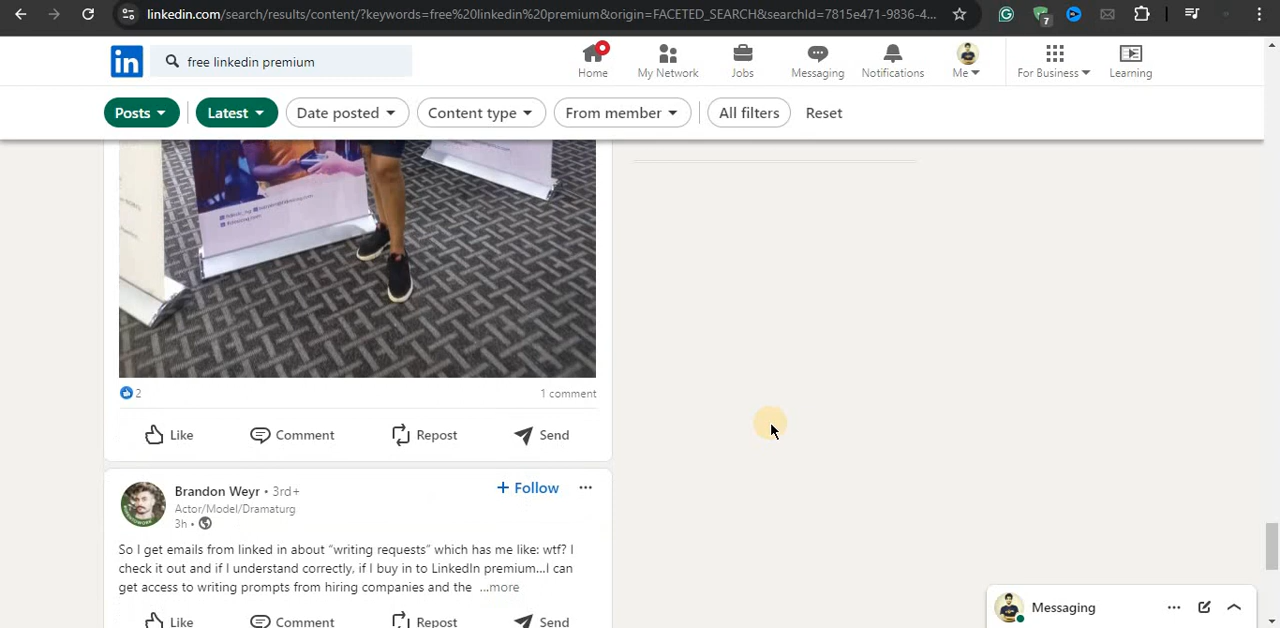 linkedin.com/search/results/content/?keywords=free%20linkedin%20premium&origin=FACETED_SEARCH&searchId=7815e471-9836-4...
7
in
free linkedin premium
Home
My Network
Jobs
Messaging
Notifications
Me
For Business
Learning
Posts
Latest
Date posted
Content type
From member
All filters
Reset
2
1 comment
Like
Comment
Repost
Send
Brandon Weyr • 3rd+
+ Follow
Actor/Model/Dramaturg
3h •
So I get emails from linked in about “writing requests” which has me like: wtf? I
check it out and if I understand correctly, if I buy in to LinkedIn premium...I can
get access to writing prompts from hiring companies and the ...more
Like
Comment
Repost
Send
Messaging